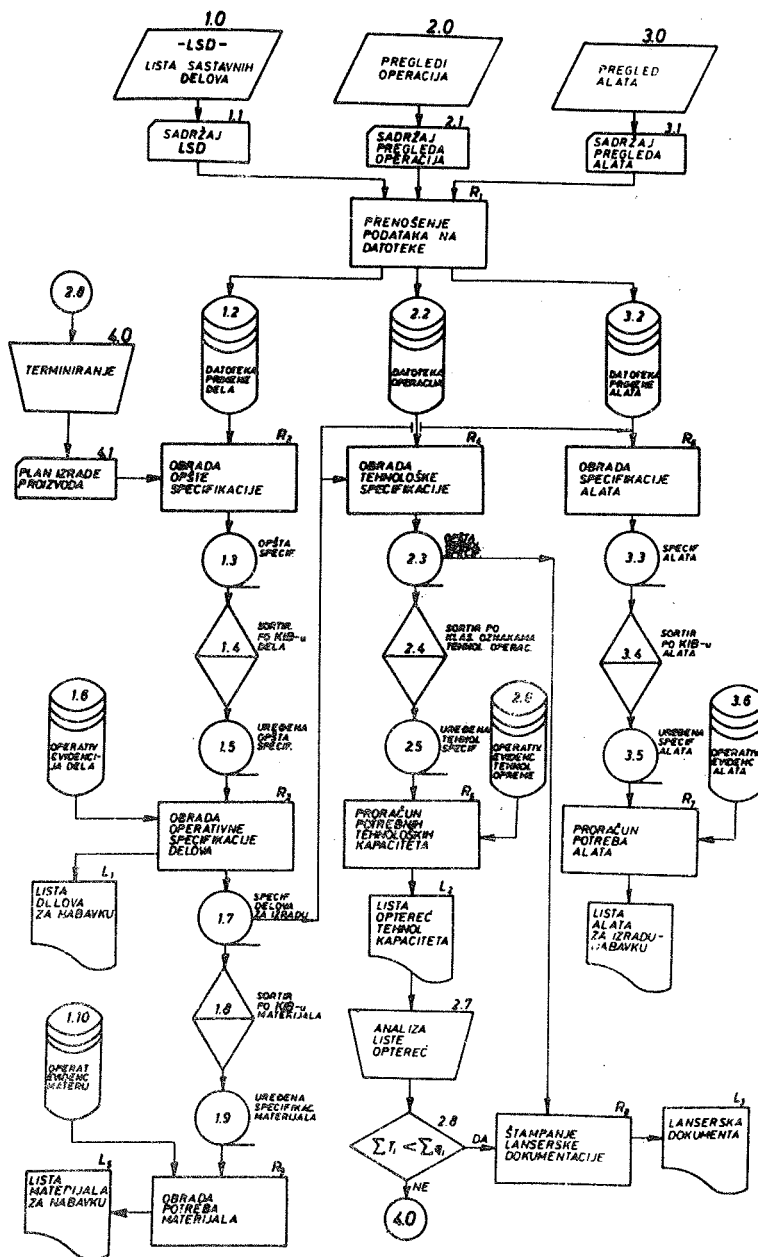 1.0
-LSD-
LISTA SASTAVNIH
DELOVA
2.0
PREGLEDI
OPERACIJA
3.0
PREGLED
ALATA
1.1
SADRŽAJ
LSD
2.1
SADRŽAJ
PREGLEDA
OPERACIJA
3.1
SADRŽAJ
PREGLEDA
ALATA
R1
PRENOŠENJE
PODATAKA NA
DATOTEKE
2.8
4.0
TERMINIRANJE
4.1
PLAN IZRADE
PROIZVODA
1.2
DATOTEKA
PRIMENE
DELA
2.2
DATOTEKA
OPERACIJA
3.2
DATOTEKA
PRIMENE
ALATA
R2
OBRADA
OPŠTE
SPECIFIKACIJE
R4
OBRADA
TEHNOLOŠKE
SPECIFIKACIJE
R6
OBRADA
SPECIFIKACIJE
ALATA
1.3
OPŠTA
SPECIF
2.3
OPŠTA
3.3
SPECIF
ALATA
1.4
SORTIR
PO KIB-u
DELA
2.4
SORTIR PO
KLAS. OZNAKAMA
TEHNOL. OPERAC.
3.4
SORTIR
PO KIB-u
ALATA
1.6
OPERATIV
EVIDENCI-
JA DELA
1.5
UREĐENA
OPŠTA
SPECIF.
2.5
UREĐENA
TEHNOL
SPECIF
2.6
OPERATIV.
EVIDENC
TEHNOL
OPREME
3.5
UREĐENA
SPECIF
ALATA
3.6
OPERATIV.
EVIDENC
ALATA
R3
OBRADA
OPERATIVNE
SPECIFIKACIJE
DELOVA
R5
PRORAČUN
POTREBNIH
TEHNOLOŠKIH
KAPACITETA
R7
PRORAČUN
POTREBA
ALATA
L1
LISTA
DELOVA
ZA NABAVKU
1.7
SPECIF
DELOVA
ZA IZRADU
L2
LISTA
OPTEREĆ
TEHNOL
KAPACITETA
LISTA
ALATA
ZA IZRADU-
NABAVKU
1.8
SORTIR
PO KIB-u
MATERIJALA
2.7
ANALIZA
LISTE
OPTEREĆ
1.10
OPERAT
EVIDENC
1.9
UREĐENA
SPECIFIKAC.
MATERIJALA
2.8
DA
NE
4.0
R8
ŠTAMPANJE
LANSERSKE
DOKUMENTACIJE
L3
LANSERSKA
DOKUMENTA
L5
LISTA
MATERIJALA
ZA NABAVKU
OBRADA
POTREBA
MATERIJALA